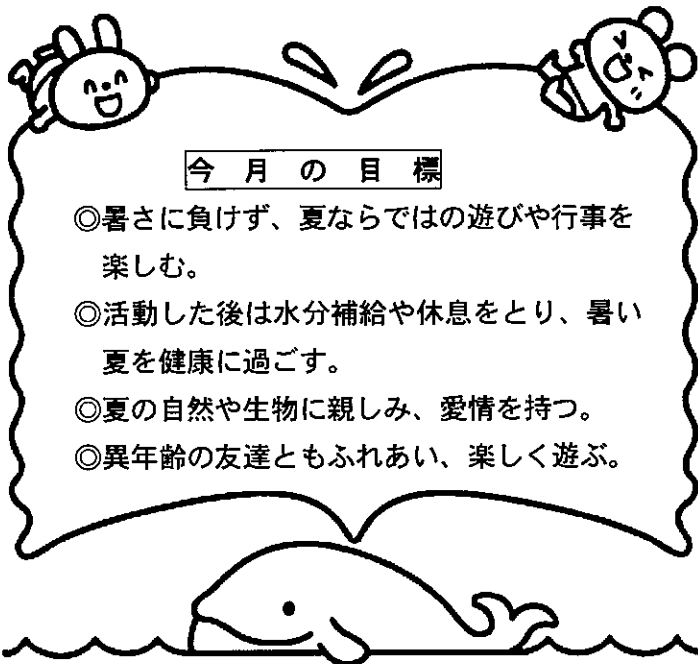 今月の目標
◎暑さに負けず、夏ならではの遊びや行事を
楽しむ。
◎活動した後は水分補給や休息をとり、暑い
夏を健康に過ごす。
◎夏の自然や生物に親しみ、愛情を持つ。
◎異年齢の友達ともふれあい、楽しく遊ぶ。